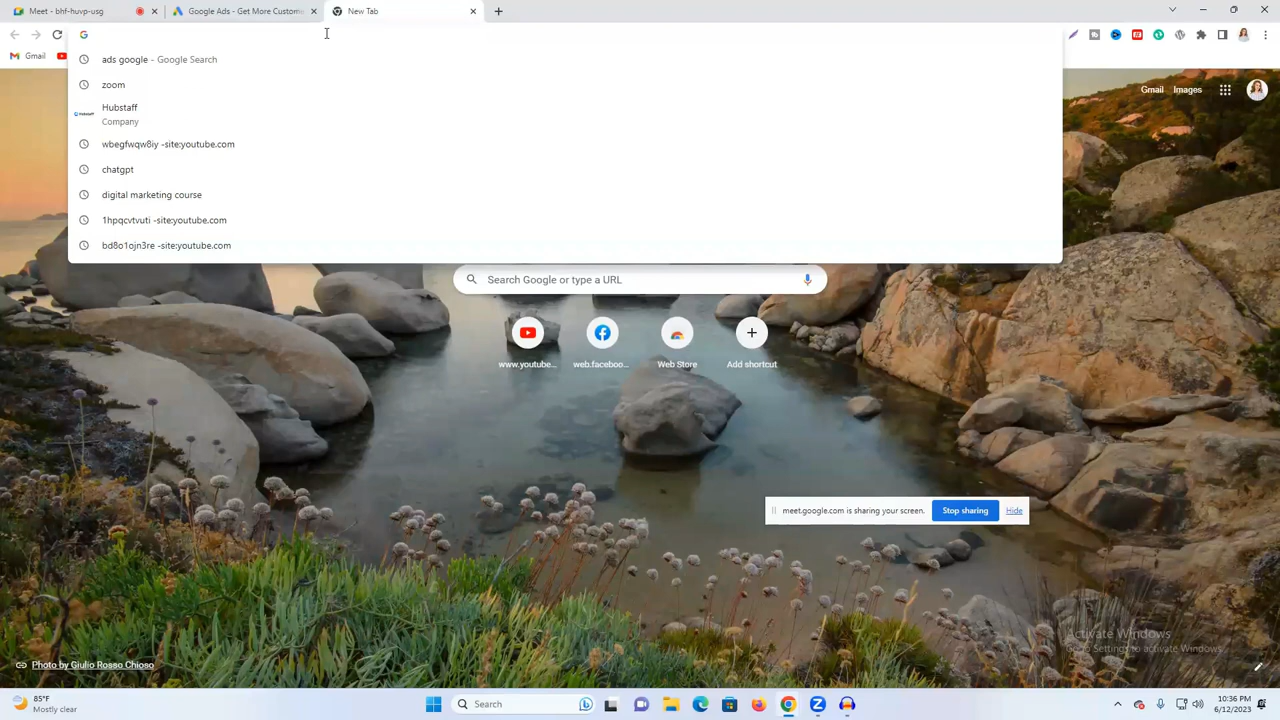 Meet - bhf-huvp-usg
Google Ads - Get More Custome
New Tab
Gmail
ads google - Google Search
zoom
Hubstaff
Company
wbegfwqw8iy -site:youtube.com
chatgpt
digital marketing course
1hpqcvtvuti -site:youtube.com
bd8o1ojn3re -site:youtube.com
Gmail Images
Search Google or type a URL
www.youtube...
web.faceboo...
Web Store
Add shortcut
meet.google.com is sharing your screen.
Stop sharing
Hide
Activate Windows
Go to Settings to activate Windows.
Photo by Giulio Rosso Chioso
85°F
Mostly clear
Search
10:36 PM
6/12/2023